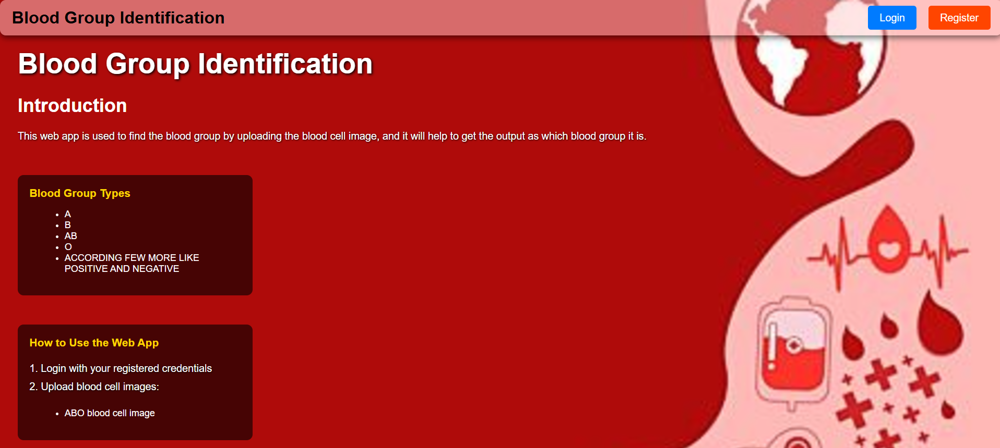 Blood Group Identification
Login
Register
Blood Group Identification
Introduction
This web app is used to find the blood group by uploading the blood cell image, and it will help to get the output as which blood group it is.
Blood Group Types
• A
• B
• AB
• O
• ACCORDING FEW MORE LIKE
POSITIVE AND NEGATIVE
How to Use the Web App
1. Login with your registered credentials
2. Upload blood cell images:
• ABO blood cell image